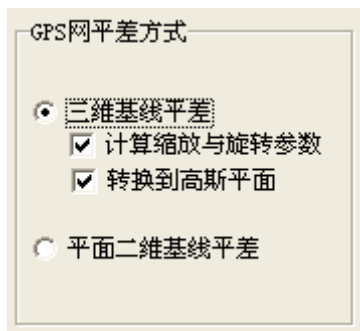 GPS网平差方式
三维基线平差
计算缩放与旋转参数
转换到高斯平面
平面二维基线平差